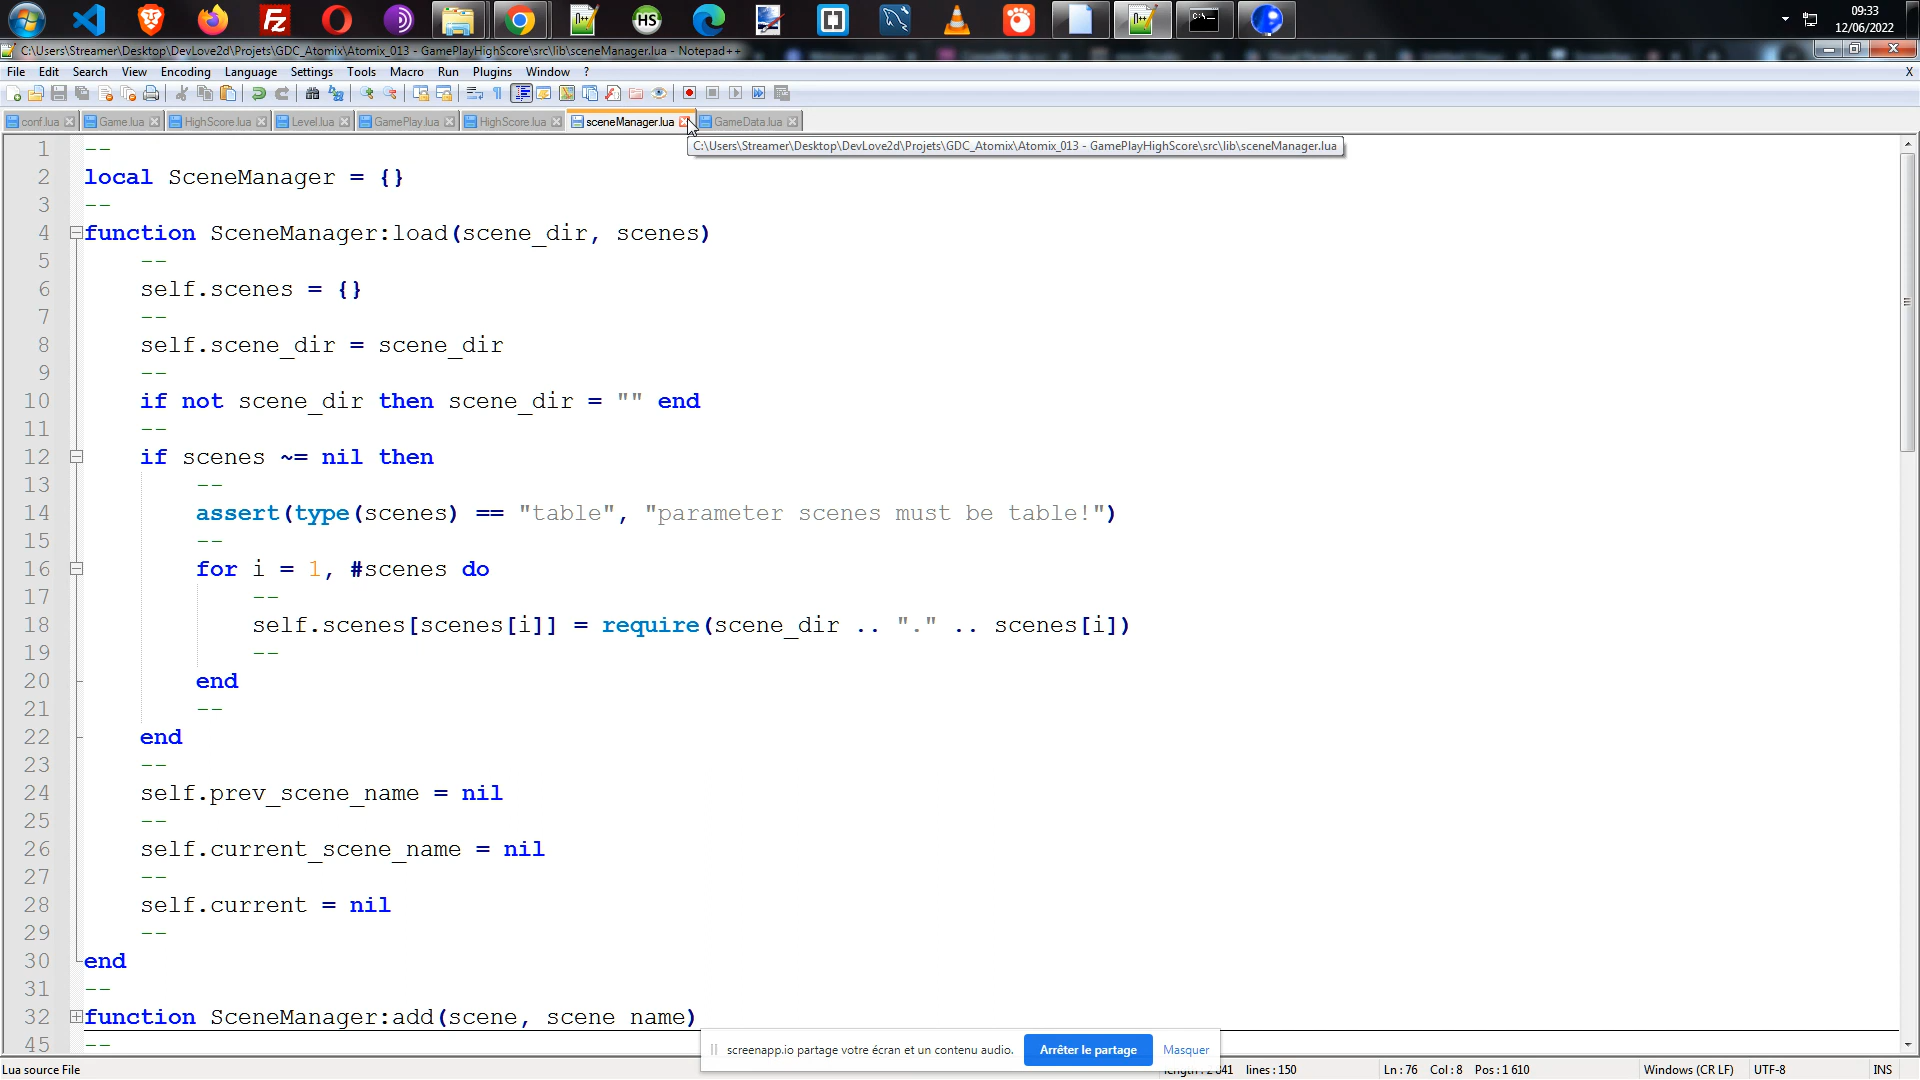 09:33
12/06/2022
C:\Users\Streamer\Desktop\DevLove2d\Projets\GDC_Atomix\Atomix_013 - GamePlayHighScore\src\lib\sceneManager.lua - Notepad++
File Edit Search View Encoding Language Settings Tools Macro Run Plugins Window ? X
conf.lua Game.lua HighScore.lua Level.lua GamePlay.lua HighScore.lua sceneManager.lua GameData.lua
C:\Users\Streamer\Desktop\DevLove2d\Projets\GDC_Atomix\Atomix_013 - GamePlayHighScore\src\lib\sceneManager.lua
1 --
2 local SceneManager = {}
3 --
4 function SceneManager:load(scene_dir, scenes)
5 --
6 self.scenes = {}
7 --
8 self.scene_dir = scene_dir
9 --
10 if not scene_dir then scene_dir = "" end
11 --
12 if scenes ~= nil then
13 --
14 assert(type(scenes) == "table", "parameter scenes must be table!")
15 --
16 for i = 1, #scenes do
17 --
18 self.scenes[scenes[i]] = require(scene_dir .. "." .. scenes[i])
19 --
20 end
21 --
22 end
23 --
24 self.prev_scene_name = nil
25 --
26 self.current_scene_name = nil
27 --
28 self.current = nil
29 --
30 end
31 --
32 function SceneManager:add(scene, scene_name)
45 --
screenapp.io partage votre écran et un contenu audio. Arrêter le partage Masquer
Lua source File lines : 150 Ln : 76 Col : 8 Pos : 1 610 Windows (CR LF) UTF-8 INS